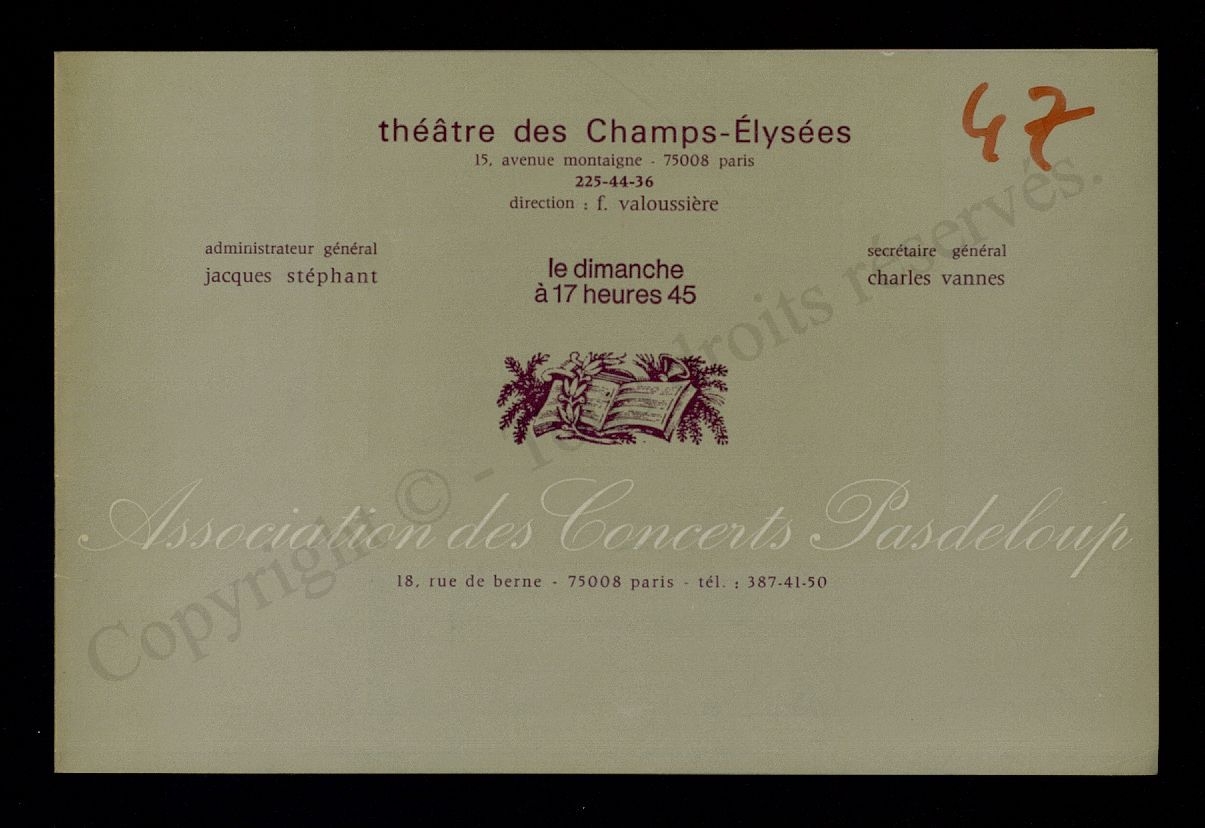 47
théâtre des Champs-Élysées
15, avenue montaigne - 75008 paris
225-44-36
direction : f. valoussière
administrateur général
jacques stéphant
secrétaire général
charles vannes
le dimanche
à 17 heures 45
Association des Concerts Pasdeloup
18, rue de berne - 75008 paris - tél. : 387-41-50
Copyright © - Tous droits réservés.